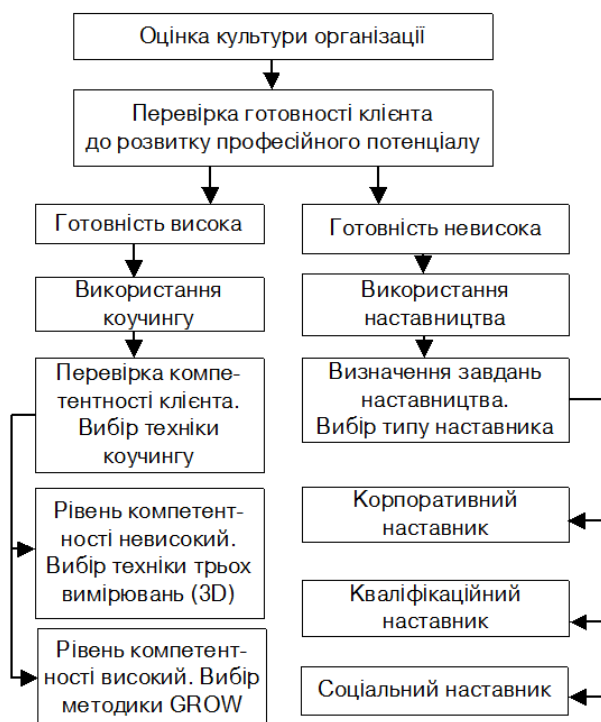 Оцінка культури організації
Перевірка готовності клієнта
до розвитку професійного потенціалу
Готовність висока
Готовність невисока
Використання
коучингу
Використання
наставництва
Перевірка компе-
тентності клієнта.
Вибір техніки
коучингу
Визначення завдань
наставництва.
Вибір типу наставника
Рівень компетент-
ності невисокий.
Вибір техніки трьох
вимірювань (3D)
Корпоративний
наставник
Кваліфікаційний
наставник
Рівень компетент-
ності високий. Вибір
методики GROW
Соціальний наставник